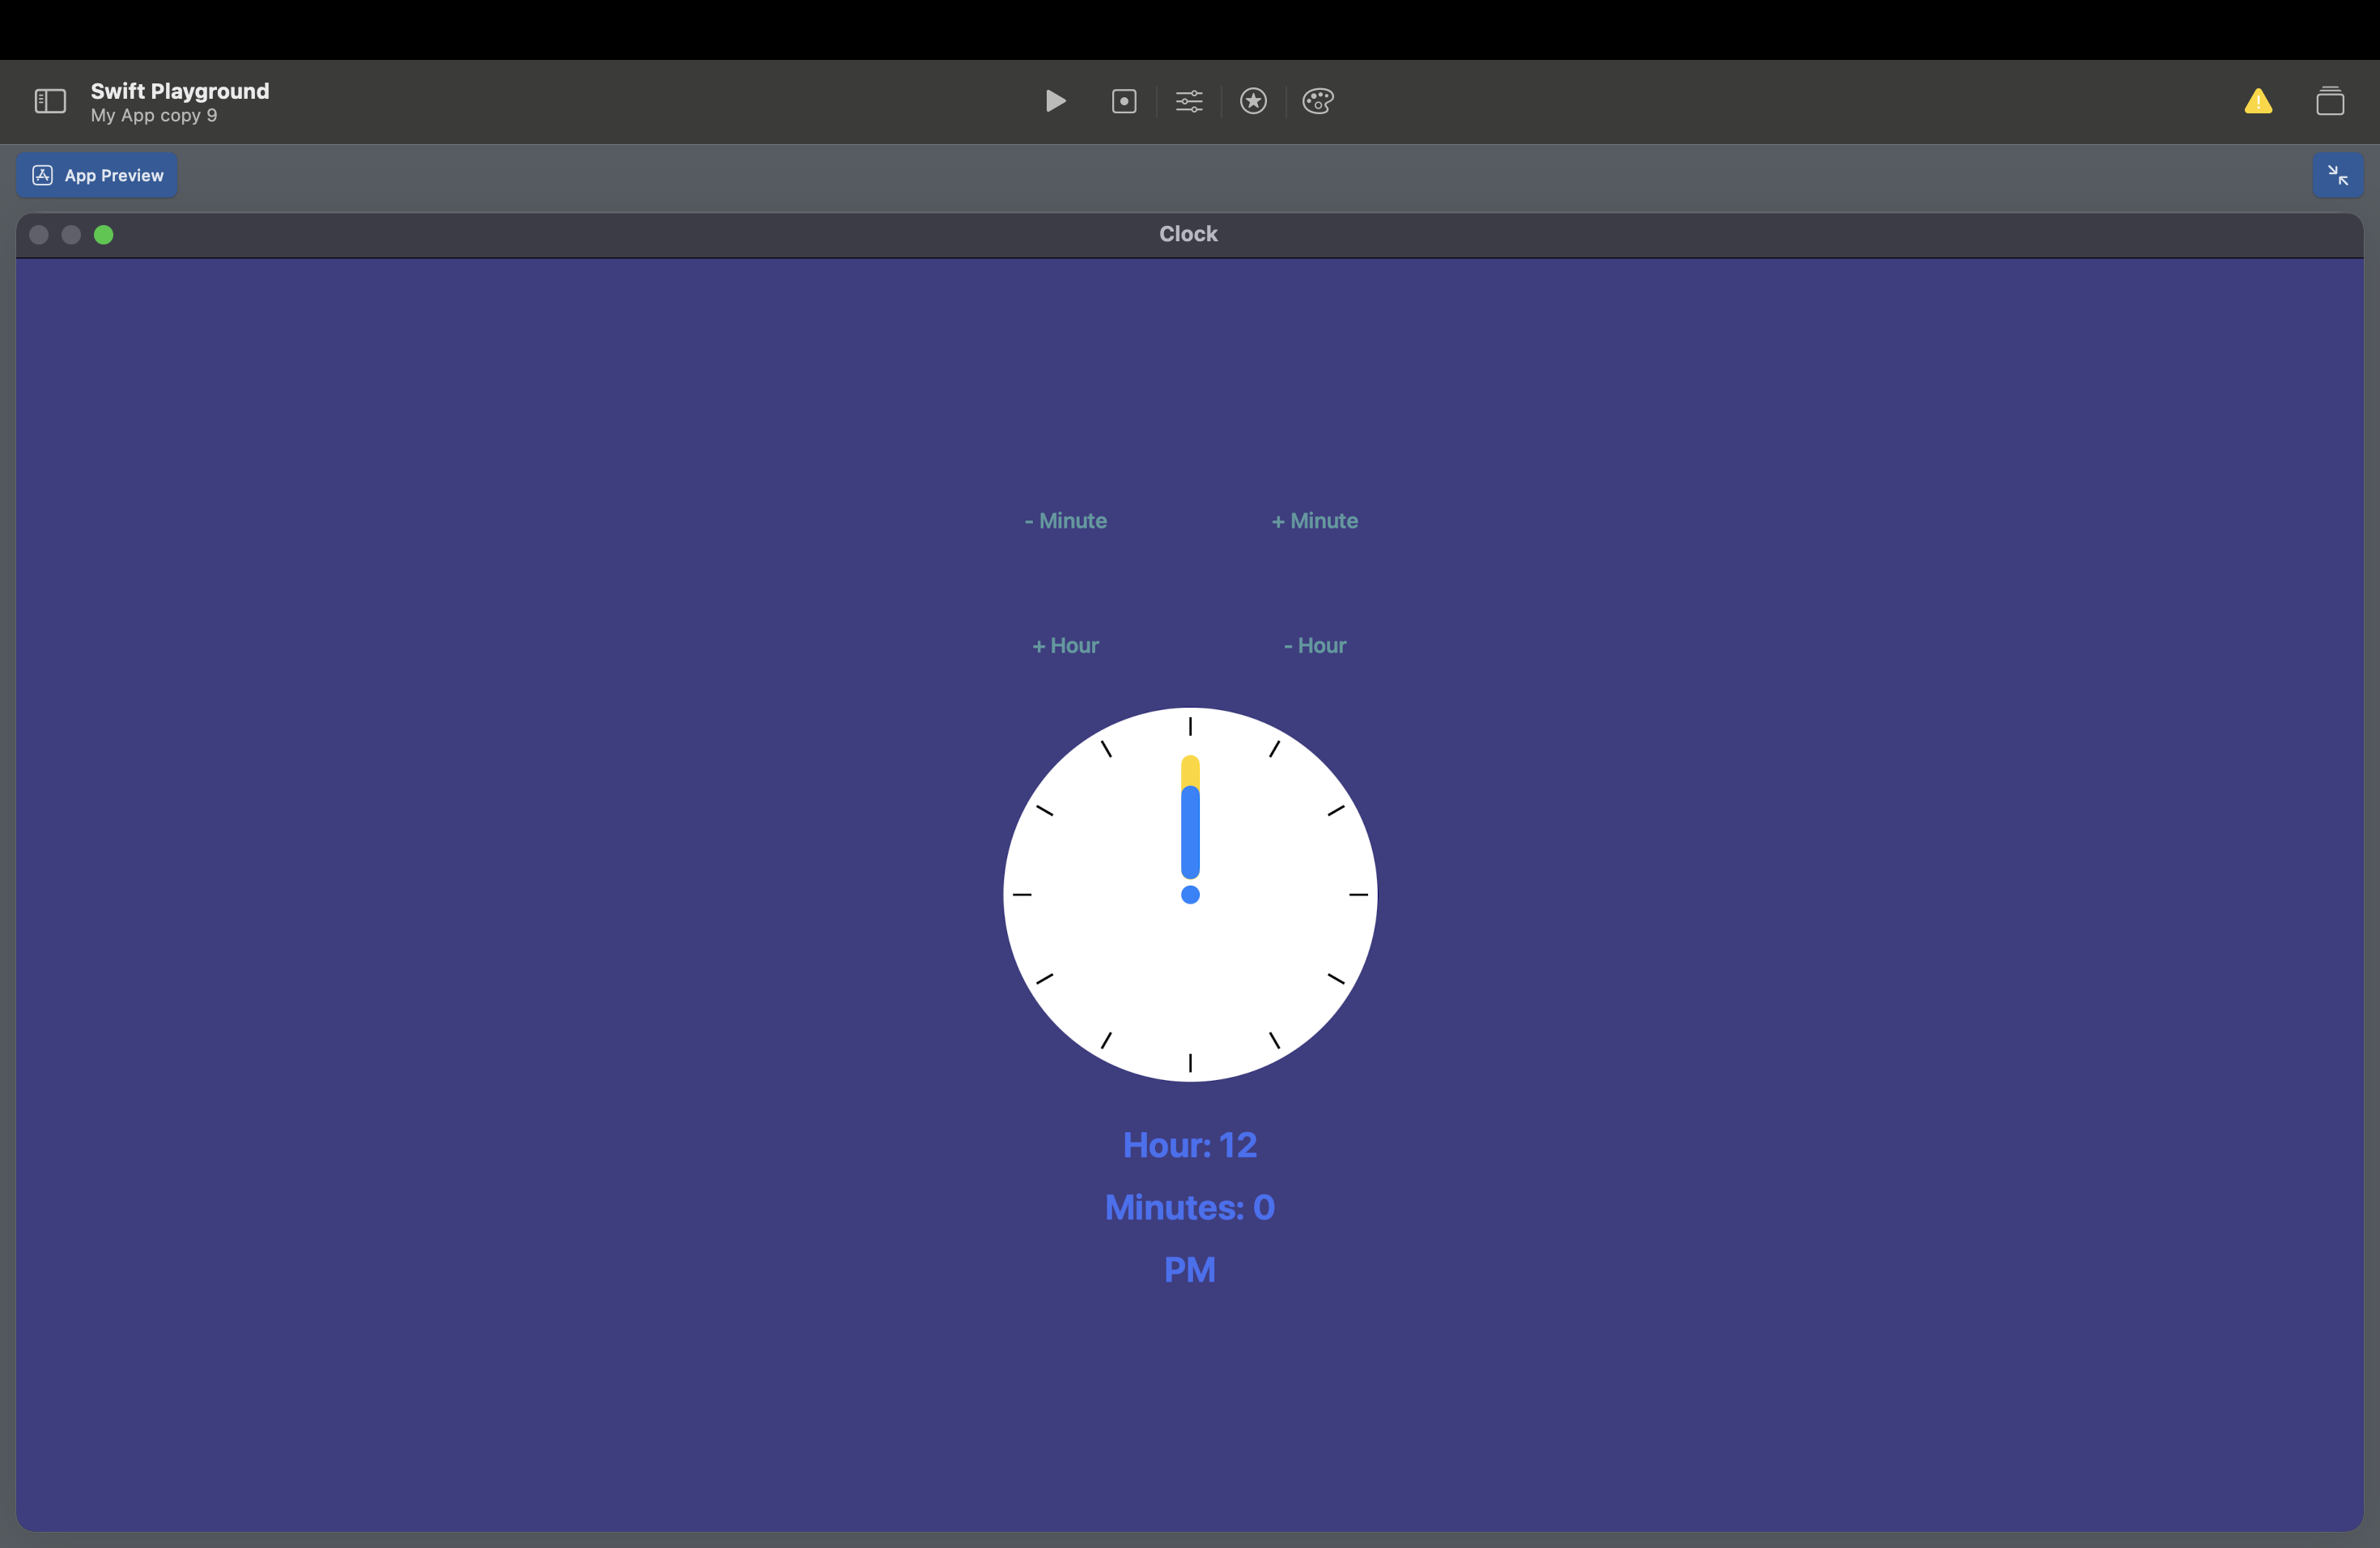 Swift Playground
My App copy 9
App Preview
Clock
- Minute
+ Minute
+ Hour
- Hour
Hour: 12
Minutes: 0
PM